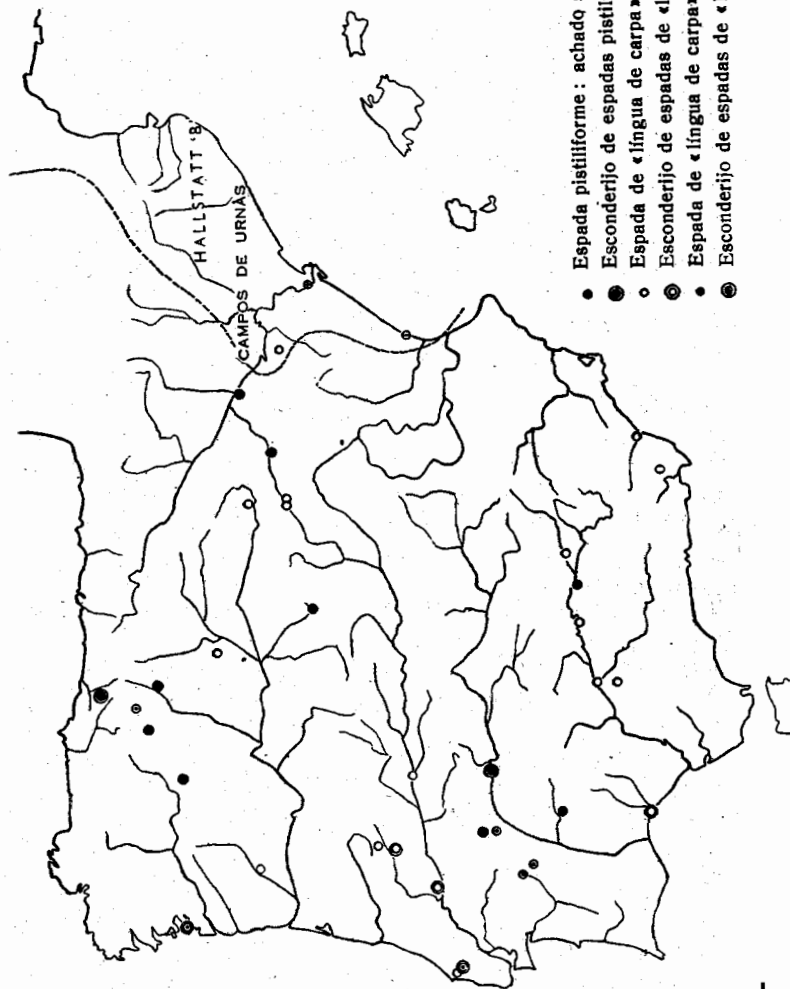 HALLSTATT 'B'
CAMPOS DE URNAS
Espada pistiliforme: achado
Esconderijo de espadas
Espada de «língua de carpa»
Esconderijo de espadas de
Espada de «língua de carpa»
Esconderijo de espadas de